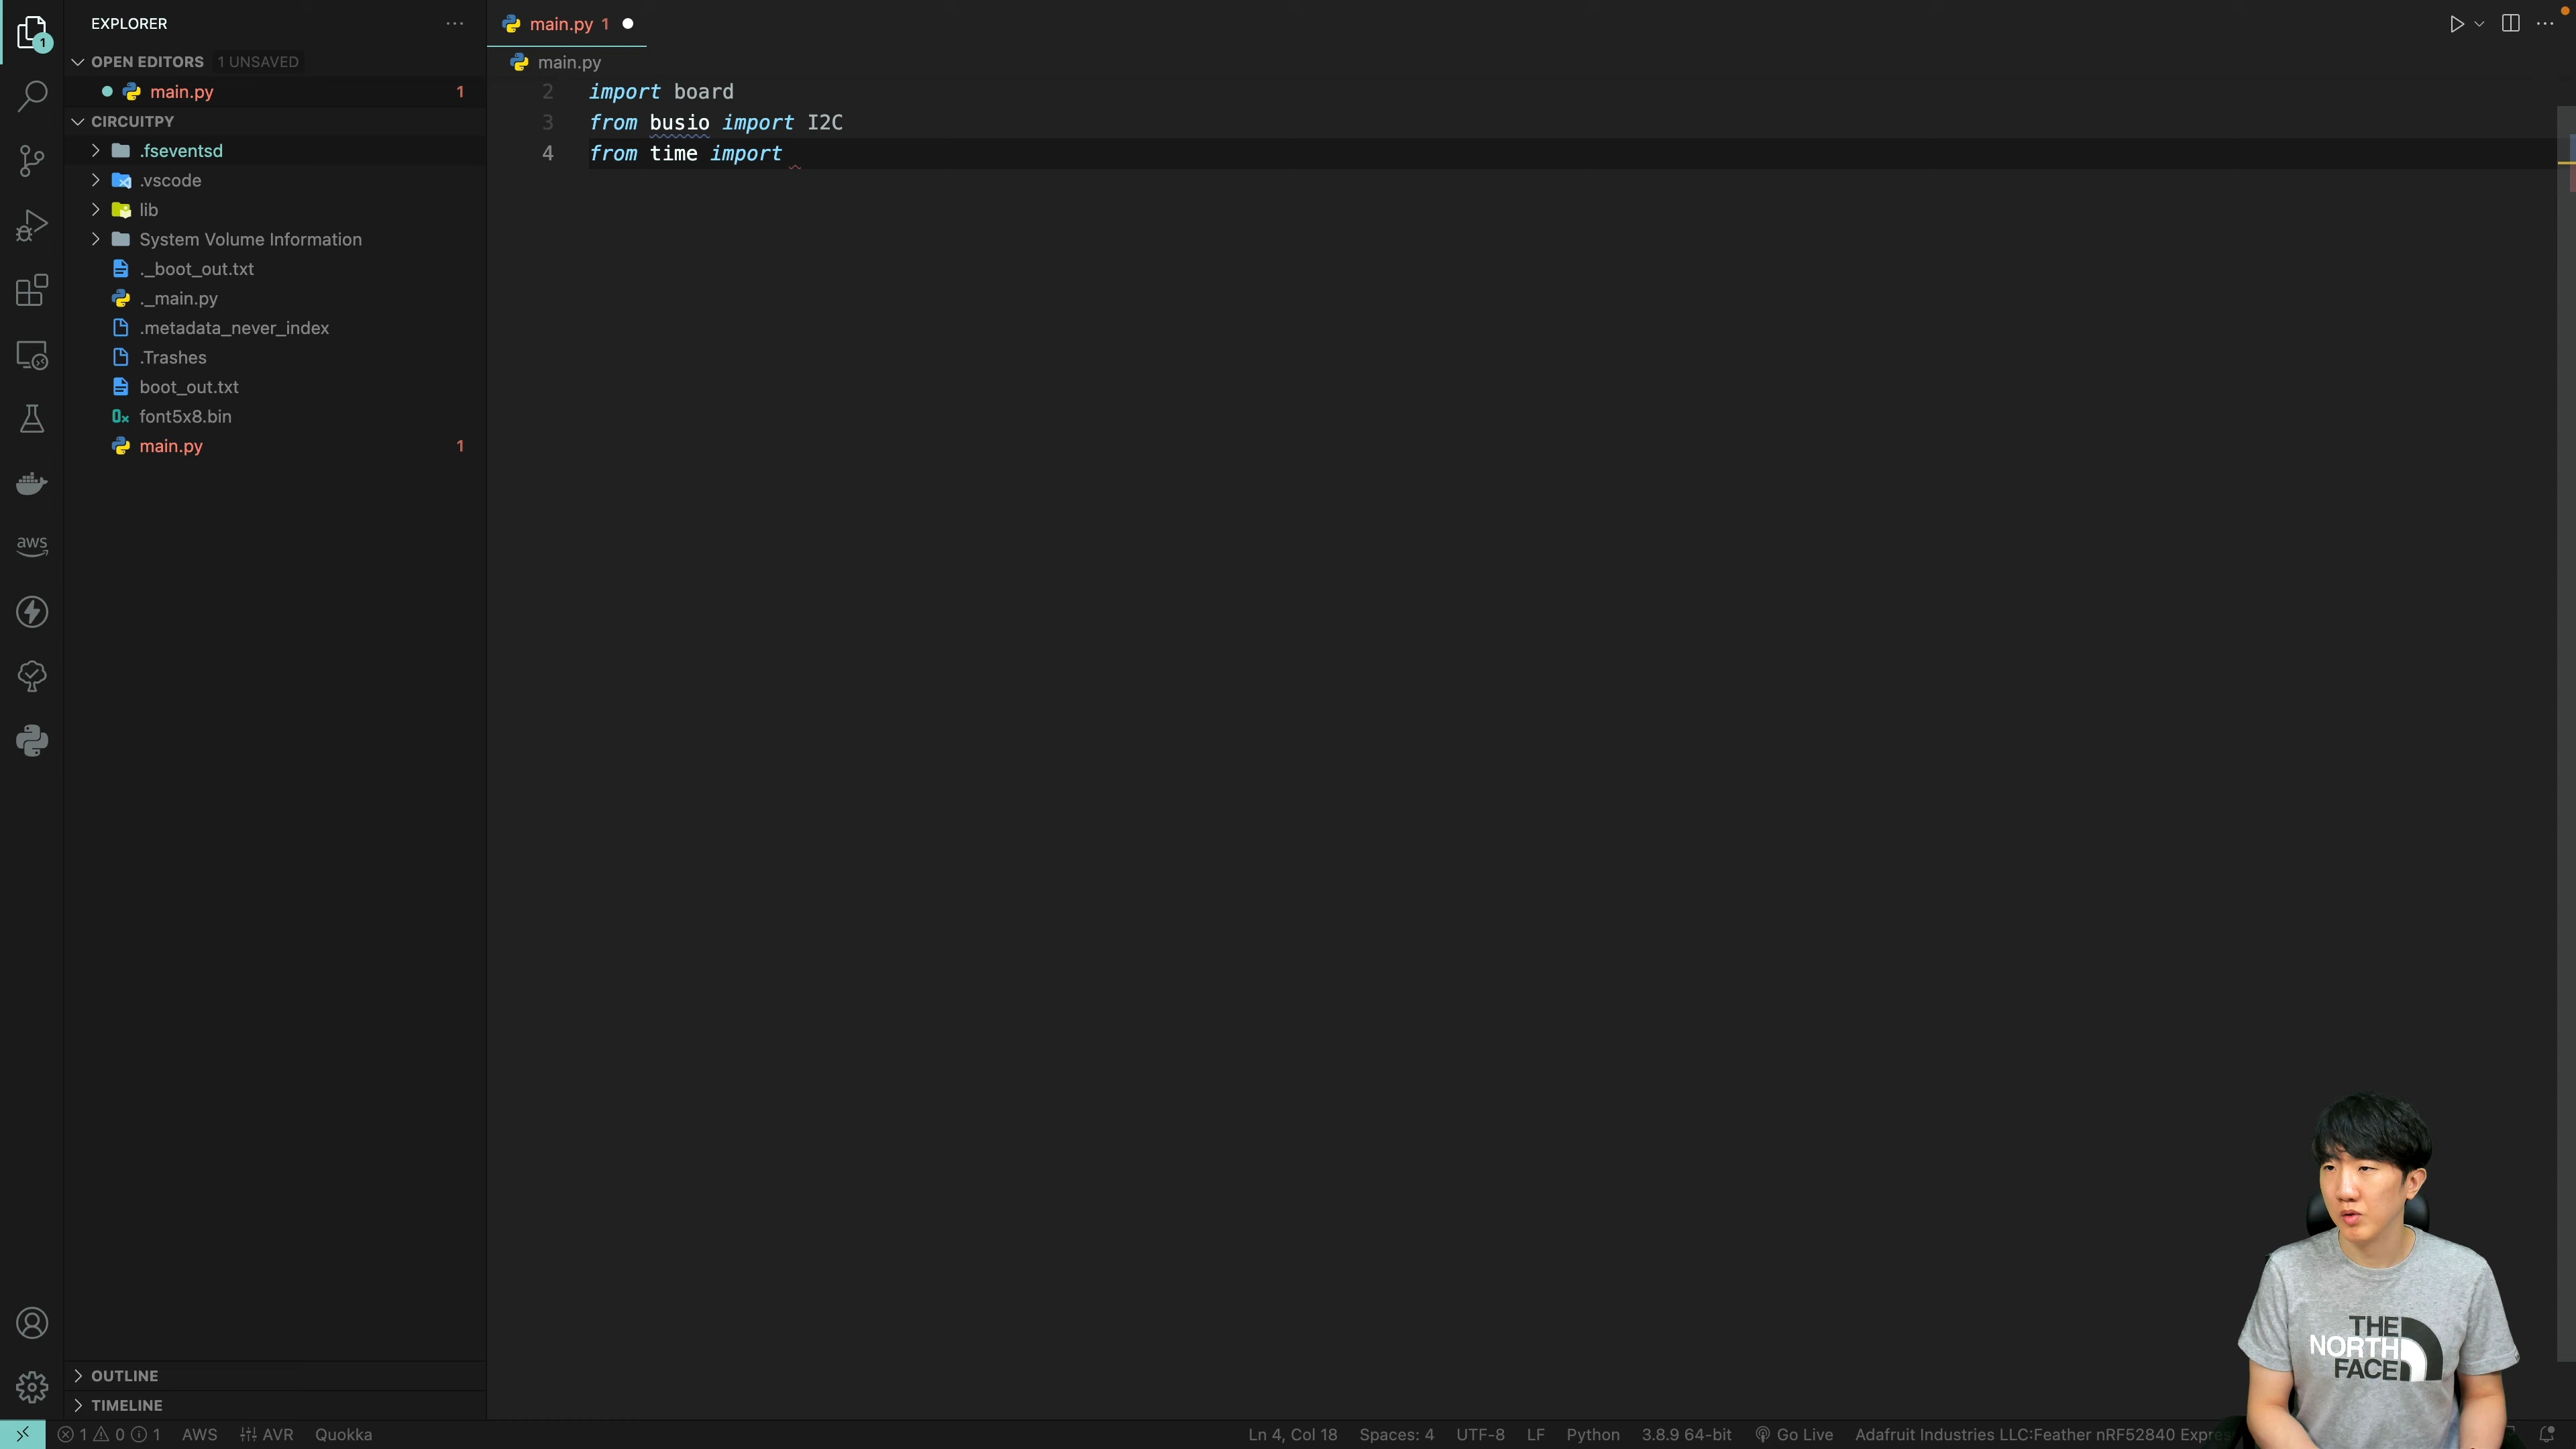 EXPLORER
OPEN EDITORS 1 UNSAVED
main.py 1
CIRCUITPY
.fseventsd
.vscode
lib
System Volume Information
._boot_out.txt
._main.py
.metadata_never_index
.Trashes
boot_out.txt
font5x8.bin
main.py 1
OUTLINE
TIMELINE
1
aws
main.py 1
main.py
2 import board
3 from busio import I2C
4 from time import
THE
NORTH
FACE
1 0 1 AWS AVR Quokka Ln 4, Col 18 Spaces: 4 UTF-8 LF Python 3.8.9 64-bit Go Live Adafruit Industries LLC:Feather nRF52840 Expres